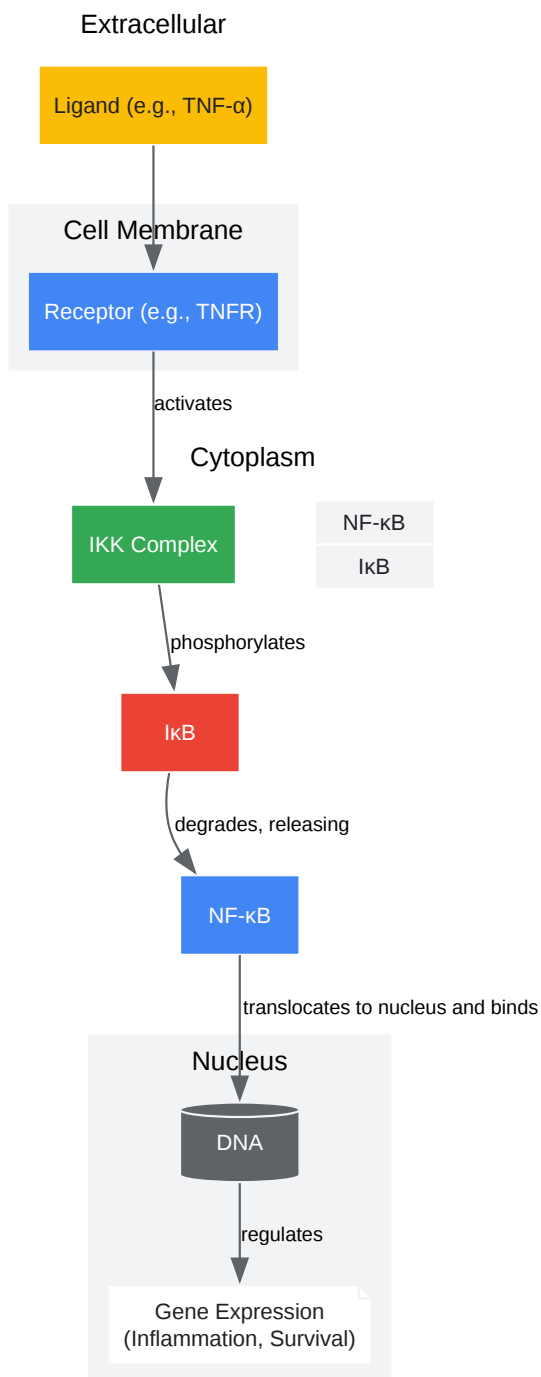 Extracellular
Ligand (e.g., TNF-α)
Cell Membrane
Receptor (e.g., TNFR)
activates
Cytoplasm
IKK Complex
NF-κB
IκB
phosphorylates
IκB
degrades, releasing
NF-κB
translocates to nucleus and binds
Nucleus
DNA
regulates
Gene Expression
(Inflammation, Survival)